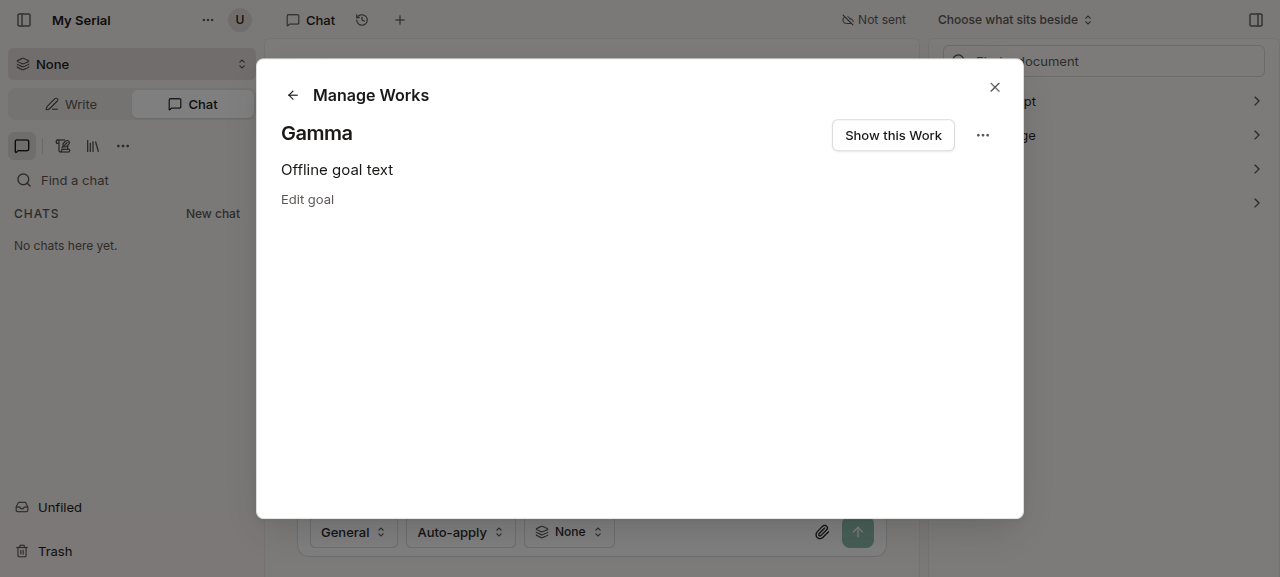 My Serial
U
Chat
Not sent
Choose what sits beside
None
Write
Chat
Find a chat
CHATS
New chat
No chats here yet.
Unfiled
Trash
Manage Works
Gamma
Show this Work
Offline goal text
Edit goal
General
Auto-apply
None